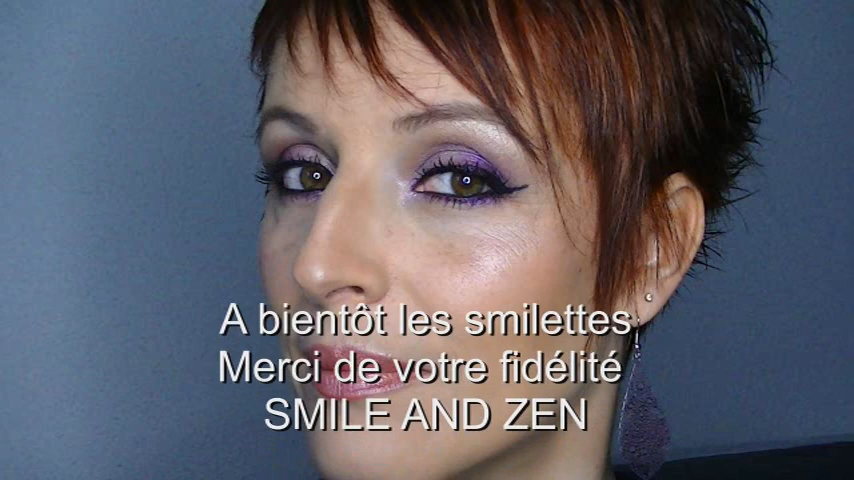 A bientôt les smilettes
Merci de votre fidélité
SMILE AND ZEN